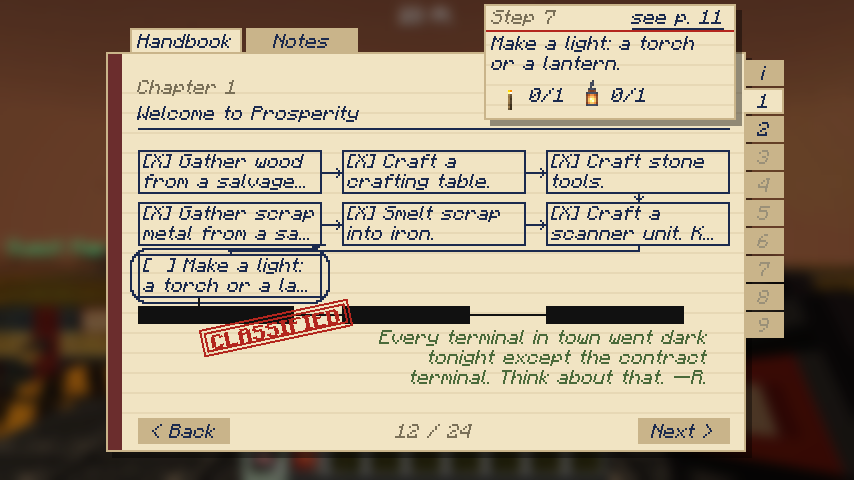 Step 7 see p. 11
Make a light: a torch
or a lantern.
0/1 0/1
Handbook Notes
Chapter 1
Welcome to Prosperity
[X] Gather wood
from a salvage…
[X] Craft a
crafting table.
[X] Craft stone
tools.
[X] Gather scrap
metal from a sa…
[X] Smelt scrap
into iron.
[X] Craft a
scanner unit. K…
[ ] Make a light:
a torch or a la…
CLASSIFIED
Every terminal in town went dark
tonight except the contract
terminal. Think about that. —R.
< Back
12 / 24
Next >
i
1
2
3
4
5
6
7
8
9